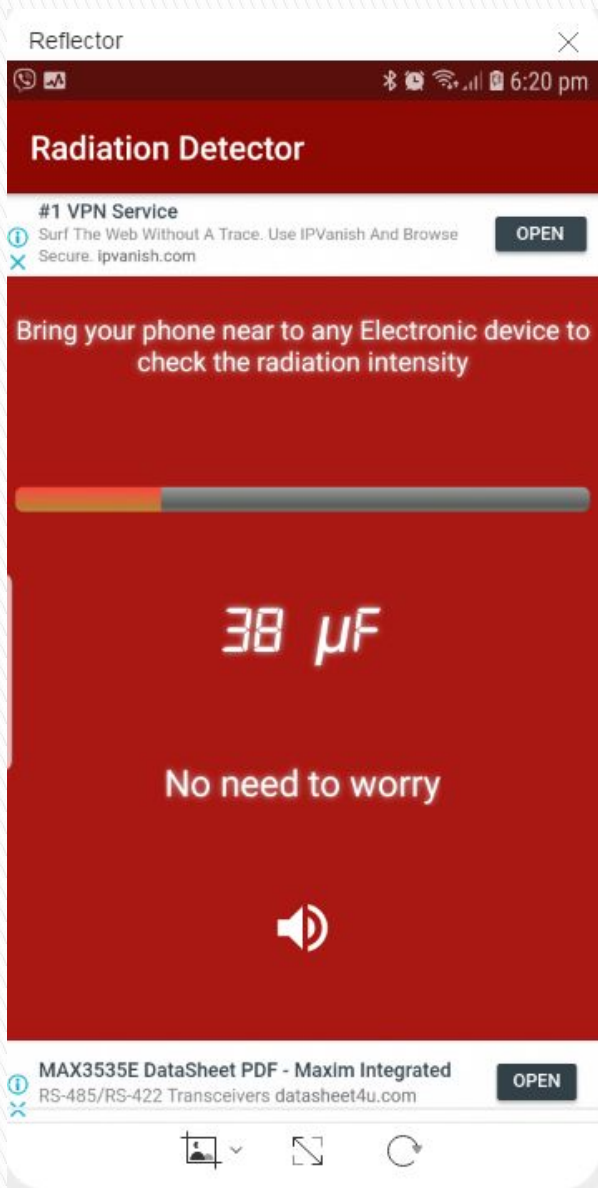 Reflector
6:20 pm
Radiation Detector
#1 VPN Service
Surf The Web Without A Trace. Use IPVanish And Browse
Secure. ipvanish.com
OPEN
Bring your phone near to any Electronic device to
check the radiation intensity
38 µF
No need to worry
MAX3535E DataSheet PDF - Maxim Integrated
RS-485/RS-422 Transceivers datasheet4u.com
OPEN